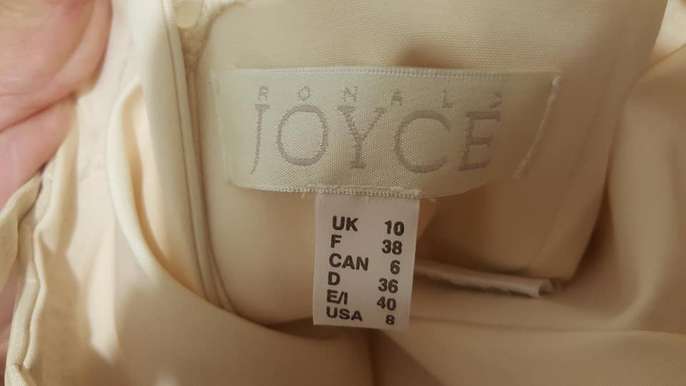 RONALD
JOYCE
UK 10
F 38
CAN 6
D 36
E/I 40
USA 8